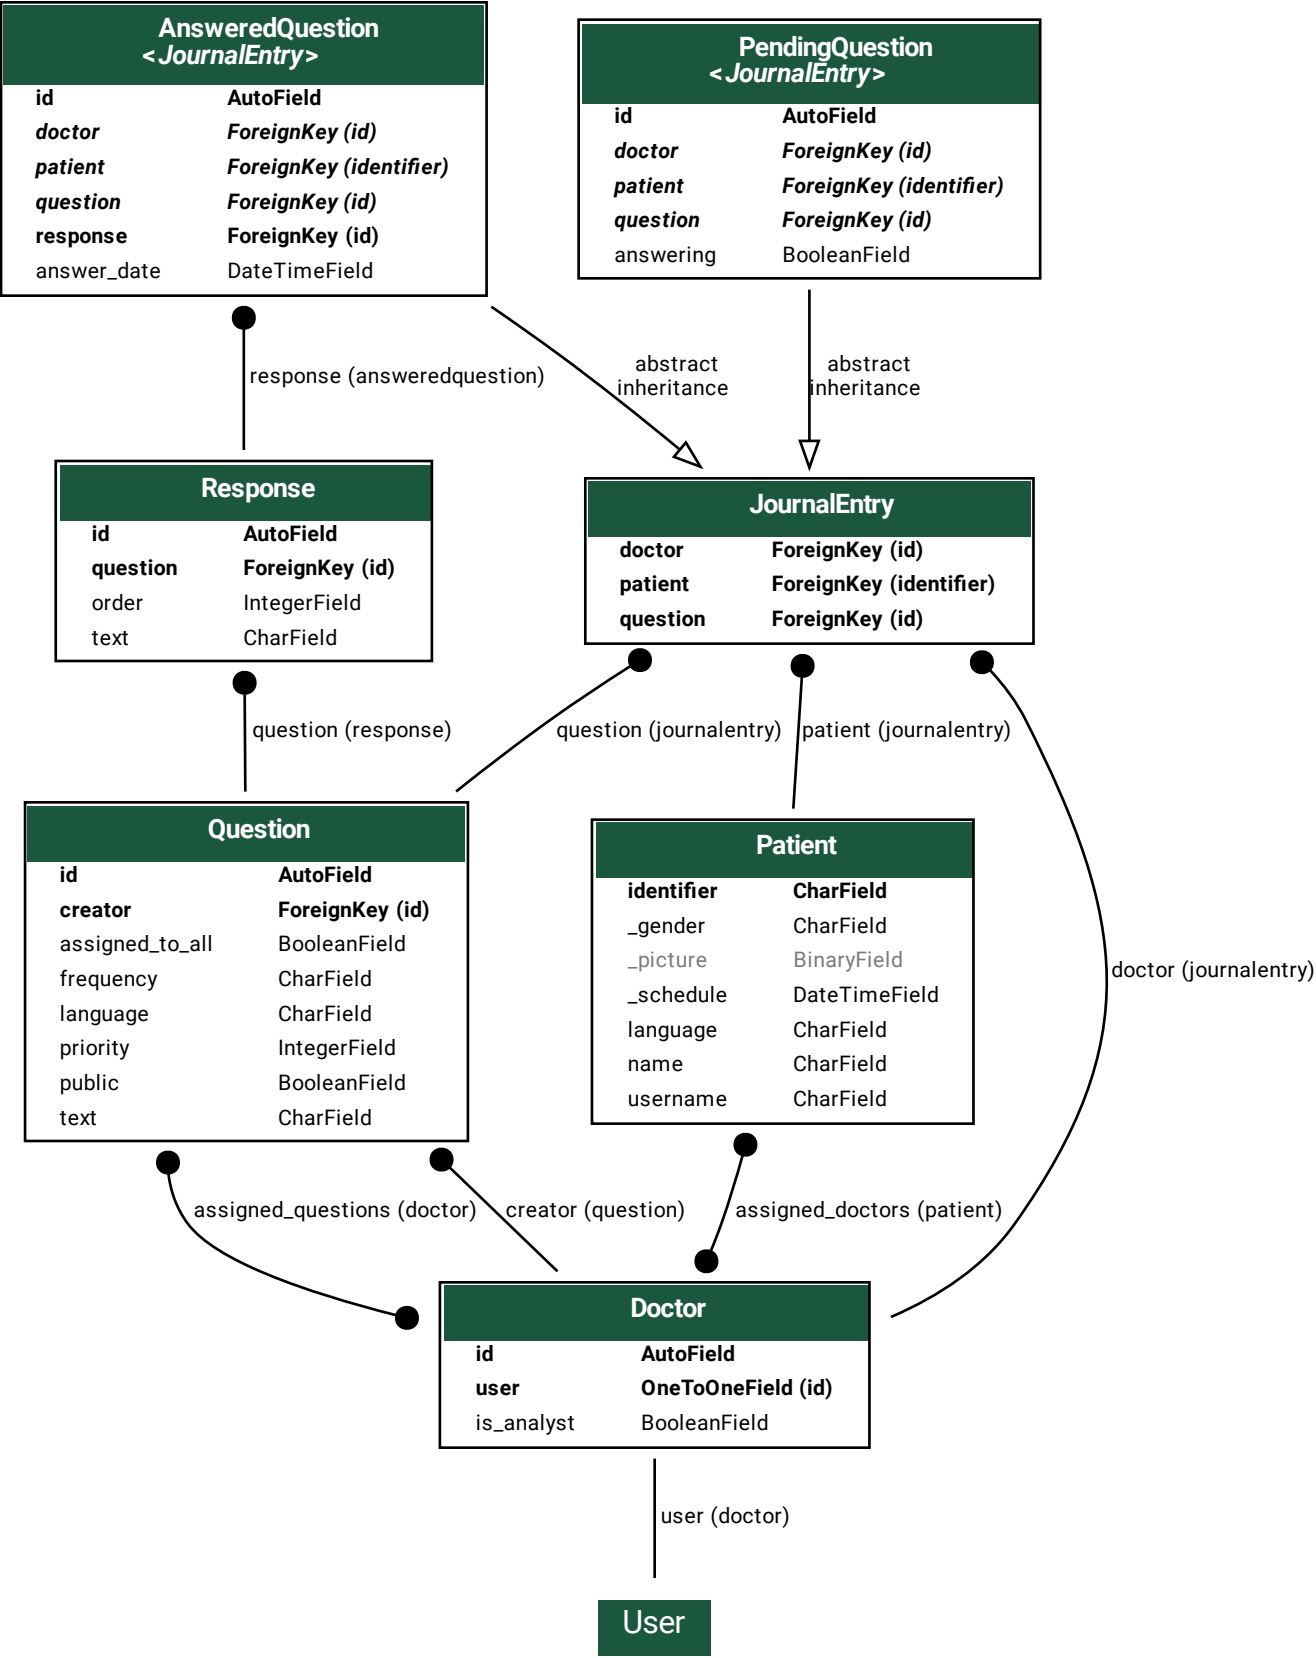 AnsweredQuestion
<JournalEntry>
id AutoField
doctor ForeignKey (id)
patient ForeignKey (identifier)
question ForeignKey (id)
response ForeignKey (id)
answer_date DateTimeField
PendingQuestion
<JournalEntry>
id AutoField
doctor ForeignKey (id)
patient ForeignKey (identifier)
question ForeignKey (id)
answering BooleanField
response (answeredquestion)
abstract
inheritance
abstract
inheritance
Response
id AutoField
question ForeignKey (id)
order IntegerField
text CharField
JournalEntry
doctor ForeignKey (id)
patient ForeignKey (identifier)
question ForeignKey (id)
question (response)
question (journalentry)
patient (journalentry)
Question
id AutoField
creator ForeignKey (id)
assigned_to_all BooleanField
frequency CharField
language CharField
priority IntegerField
public BooleanField
text CharField
Patient
identifier CharField
_gender CharField
_picture BinaryField
_schedule DateTimeField
language CharField
name CharField
username CharField
doctor (journalentry)
assigned_questions (doctor)
creator (question)
assigned_doctors (patient)
Doctor
id AutoField
user OneToOneField (id)
is_analyst BooleanField
user (doctor)
User